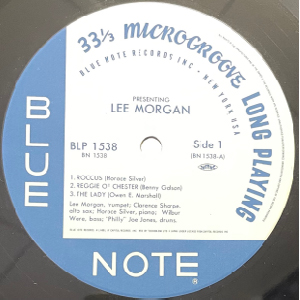 33⅓ MICROGROOVE LONG PLAYING
BLUE NOTE RECORDS INC · NEW YORK USA
PRESENTING
LEE MORGAN
BLP 1538
BN 1538
Side 1
(BN 1538-A)
1. ROCCUS (Horace Silver)
2. REGGIE O' CHESTER (Benny Golson)
3. THE LADY (Owen E. Marshall)
Lee Morgan, trumpet; Clarence Sharpe,
alto sax; Horace Silver, piano; Wilbur
Ware, bass; "Philly" Joe Jones, drums.
BLUE
NOTE
®